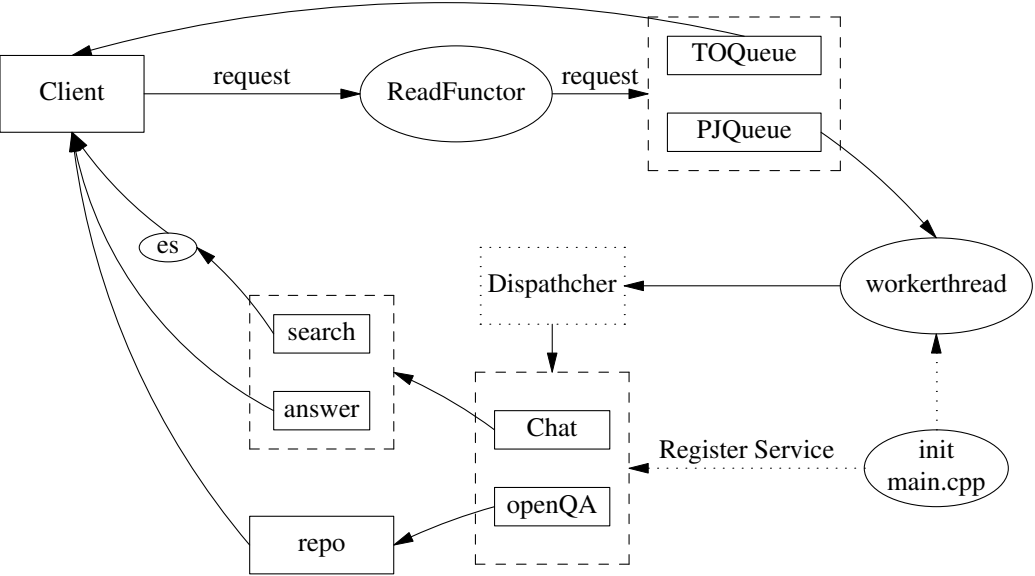 TOQueue
Client
request
ReadFunctor
request
PJQueue
es
Dispathcher
workerthread
search
answer
Chat
Register Service
init
main.cpp
openQA
repo